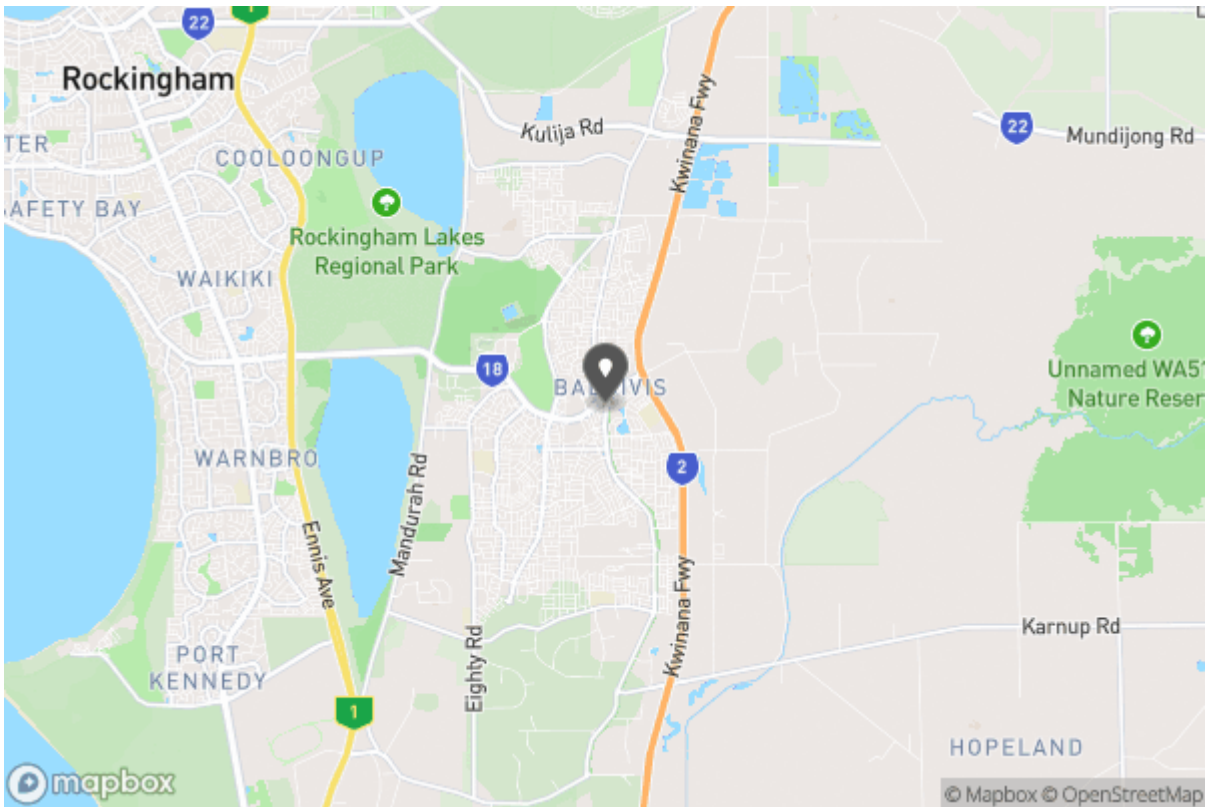 1
22
Rockingham
Kulija Rd
Kwinana Fwy
22
Mundijong Rd
TER
COOLOONGUP
AFETY BAY
Rockingham Lakes
Regional Park
WAIKIKI
18
Unnamed WA51
Nature Reser
WARNBRO
Mandurah Rd
2
Ennis Ave
Kwinana Fwy
Karnup Rd
PORT
KENNEDY
Eighty Rd
1
HOPELAND
mapbox
© Mapbox © OpenStreetMap